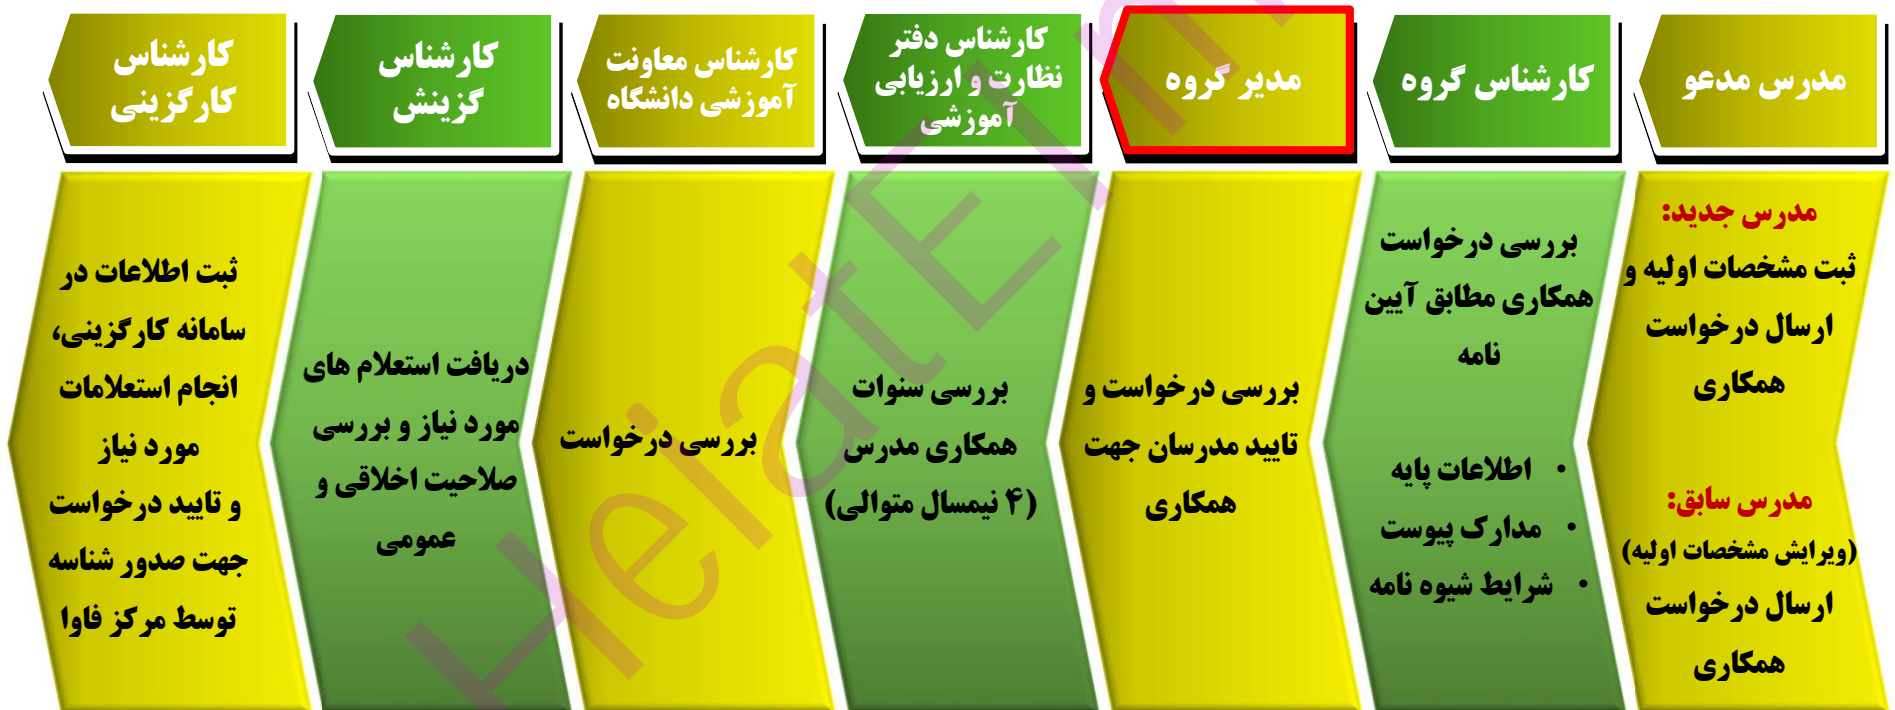 مدرس مدعو
کارشناس گروه
مدیر گروه
کارشناس دفتر
نظارت و ارزیابی
آموزشی
کارشناس معاونت
آموزشی دانشگاه
کارشناس
گزینش
کارشناس
کارگزینی
مدرس جدید:
ثبت مشخصات اولیه و
ارسال درخواست
همکاری
مدرس سابق:
(ویرایش مشخصات اولیه)
ارسال درخواست
همکاری
بررسی درخواست
همکاری مطابق آیین
نامه
• اطلاعات پایه
• مدارک پیوست
• شرایط شیوه نامه
بررسی درخواست و
تایید مدرسان جهت
همکاری
بررسی سنوات
همکاری مدرس
(۴ نیمسال متوالی)
بررسی درخواست
دریافت استعلام های
مورد نیاز و بررسی
صلاحیت اخلاقی و
عمومی
ثبت اطلاعات در
سامانه کارگزینی،
انجام استعلامات
مورد نیاز
و تایید درخواست
جهت صدور شناسه
توسط مرکز فاوا